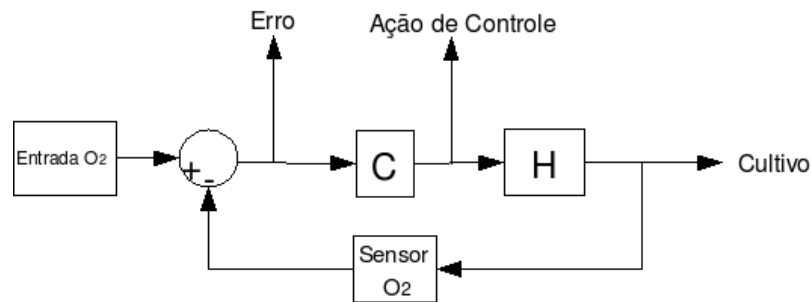 Erro
Ação de Controle
Entrada O2
+
-
C
H
Cultivo
Sensor
O2